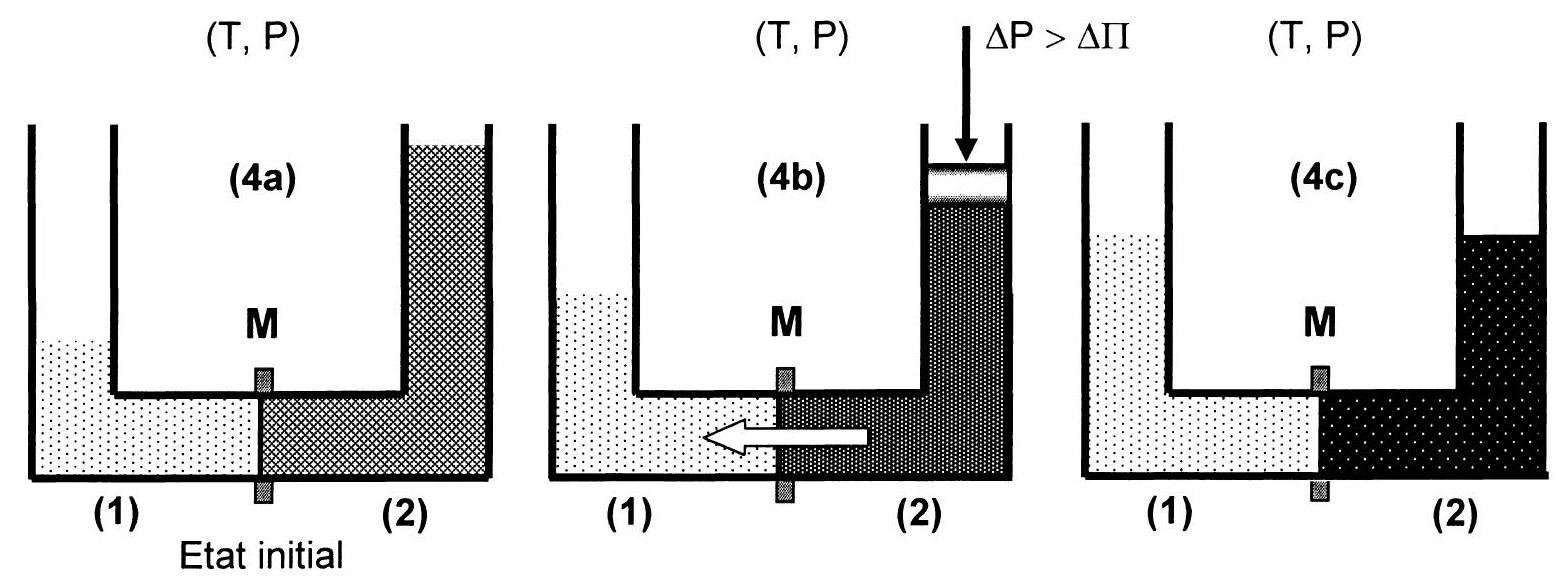 (T, P)
(T, P)
ΔP > ΔΠ
(T, P)
(4a)
(4b)
(4c)
M
M
M
(1)
(2)
(1)
(2)
(1)
(2)
Etat initial